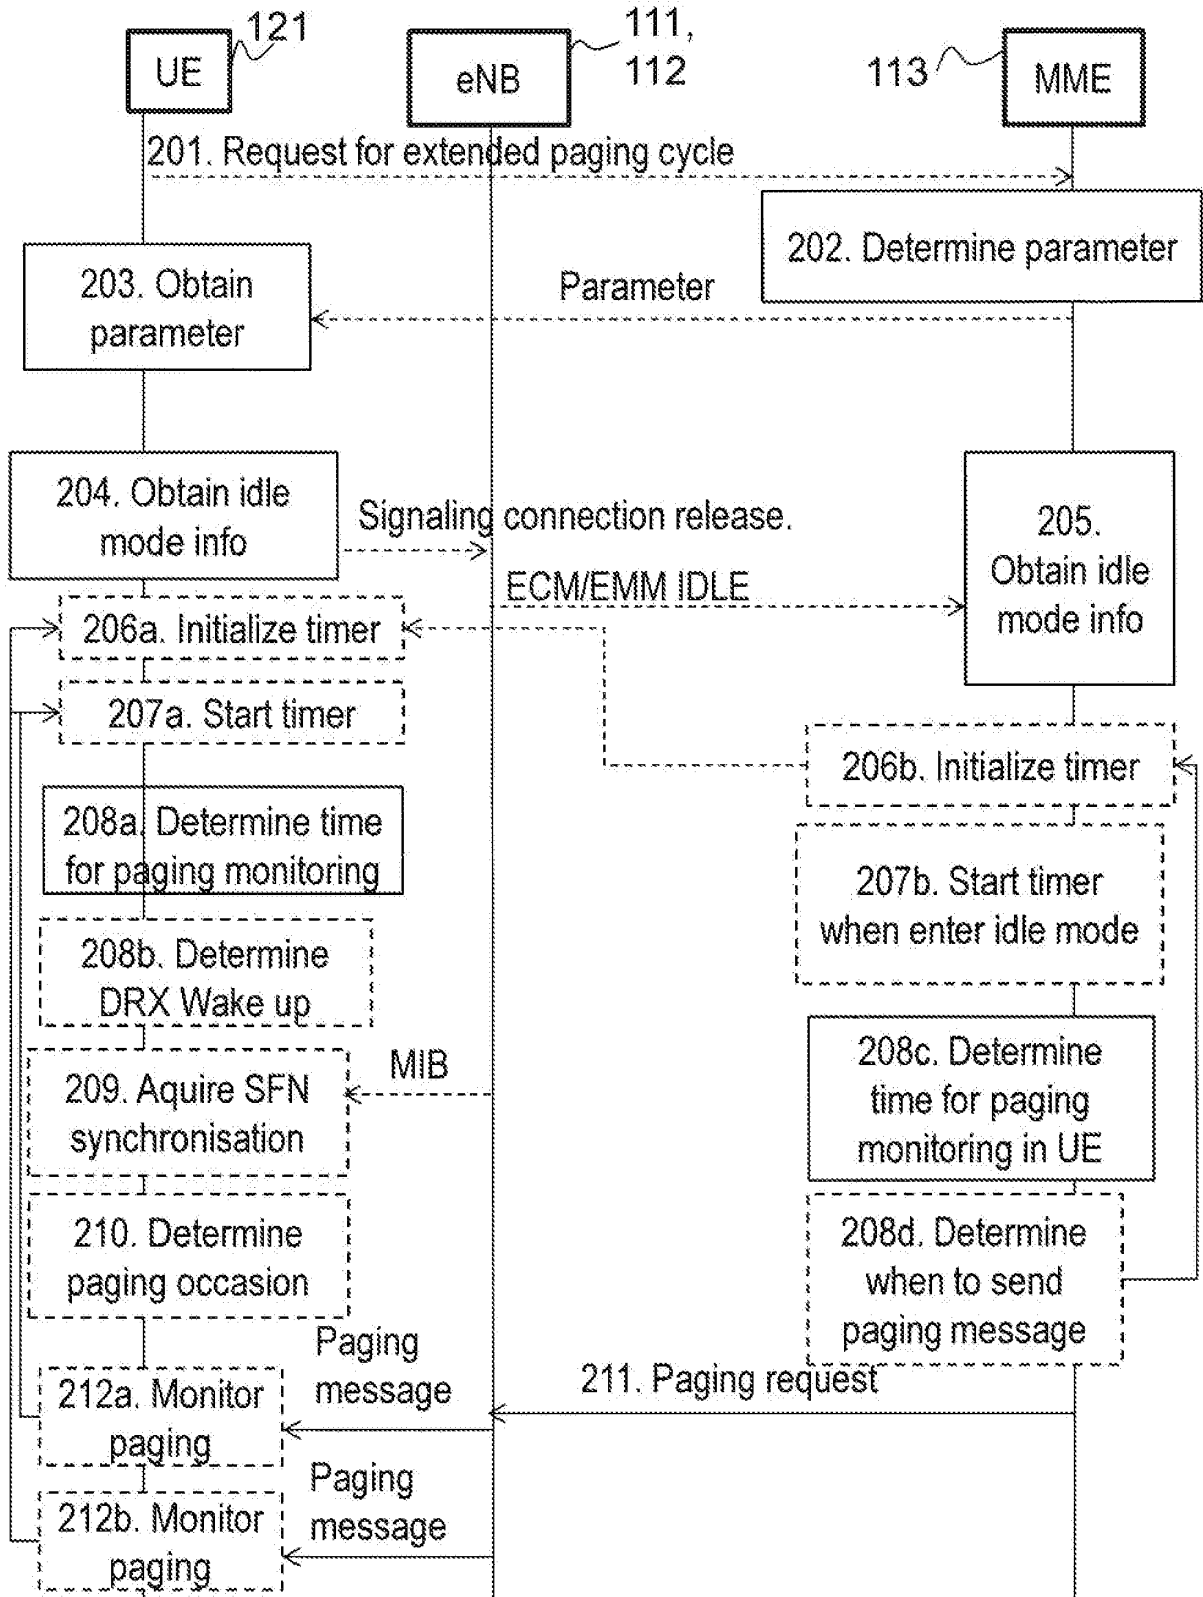 UE
121
eNB
111,
112
113
MME
201. Request for extended paging cycle
202. Determine parameter
203. Obtain
parameter
Parameter
204. Obtain idle
mode info
Signaling connection release.
205.
Obtain idle
mode info
ECM/EMM IDLE
206a. Initialize timer
207a. Start timer
206b. Initialize timer
208a. Determine time
for paging monitoring
207b. Start timer
when enter idle mode
208b. Determine
DRX Wake up
208c. Determine
time for paging
monitoring in UE
MIB
209. Aquire SFN
synchronisation
210. Determine
paging occasion
208d. Determine
when to send
paging message
Paging
message
211. Paging request
212a. Monitor
paging
Paging
message
212b. Monitor
paging